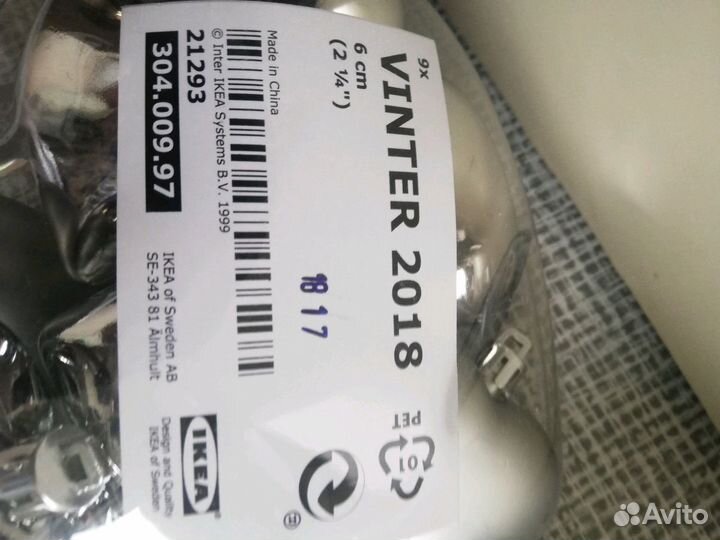 9x
VINTER 2018
6 cm
(2 ¼")
Made in China
© Inter IKEA Systems B.V. 1999
21293
304.009.97
1817
IKEA of Sweden AB
SE-343 81 Älmhult
01
PET
IKEA
Design and Quality
IKEA of Sweden
Avito